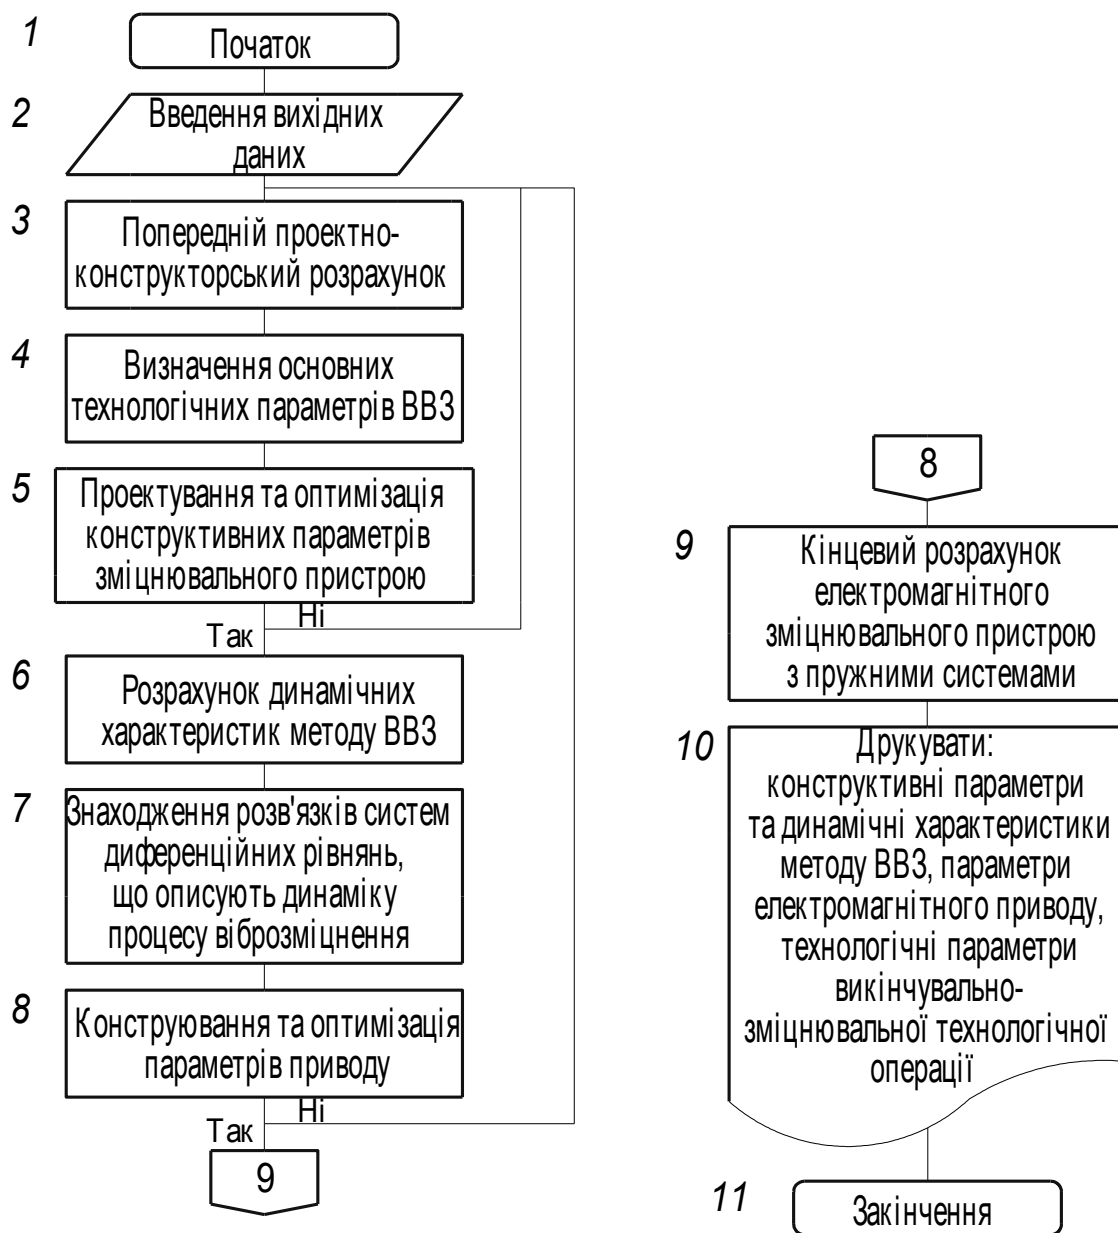 1
Початок
2
Введення вихідних
даних
3
Попередній проектно-
конструкторський розрахунок
4
Визначення основних
технологічних параметрів ВВЗ
5
Проектування та оптимізація
конструктивних параметрів
зміцнювального пристрою
Ні
Так
6
Розрахунок динамічних
характеристик методу ВВЗ
7
Знаходження розв'язків систем
диференційних рівнянь,
що описують динаміку
процесу віброзміцнення
8
Конструювання та оптимізація
параметрів приводу
Ні
Так
9
8
9
Кінцевий розрахунок
електромагнітного
зміцнювального пристрою
з пружними системами
10
Друкувати:
конструктивні параметри
та динамічні характеристики
методу ВВЗ, параметри
електромагнітного приводу,
технологічні параметри
викінчувально-
зміцнювальної технологічної
операції
11
Закінчення